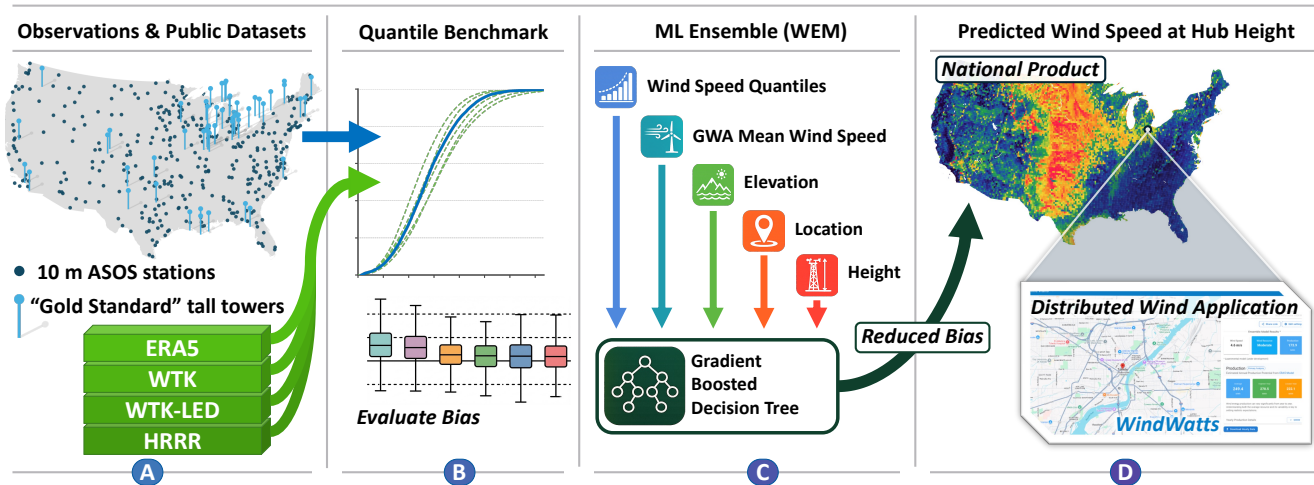 Observations & Public Datasets
10 m ASOS stations
“Gold Standard” tall towers
ERA5
WTK
WTK-LED
HRRR
A
Quantile Benchmark
Evaluate Bias
B
ML Ensemble (WEM)
Wind Speed Quantiles
GWA Mean Wind Speed
Elevation
Location
Height
Gradient
Boosted
Decision Tree
C
Reduced Bias
Predicted Wind Speed at Hub Height
National Product
Distributed Wind Application
Production
WindWatts
D